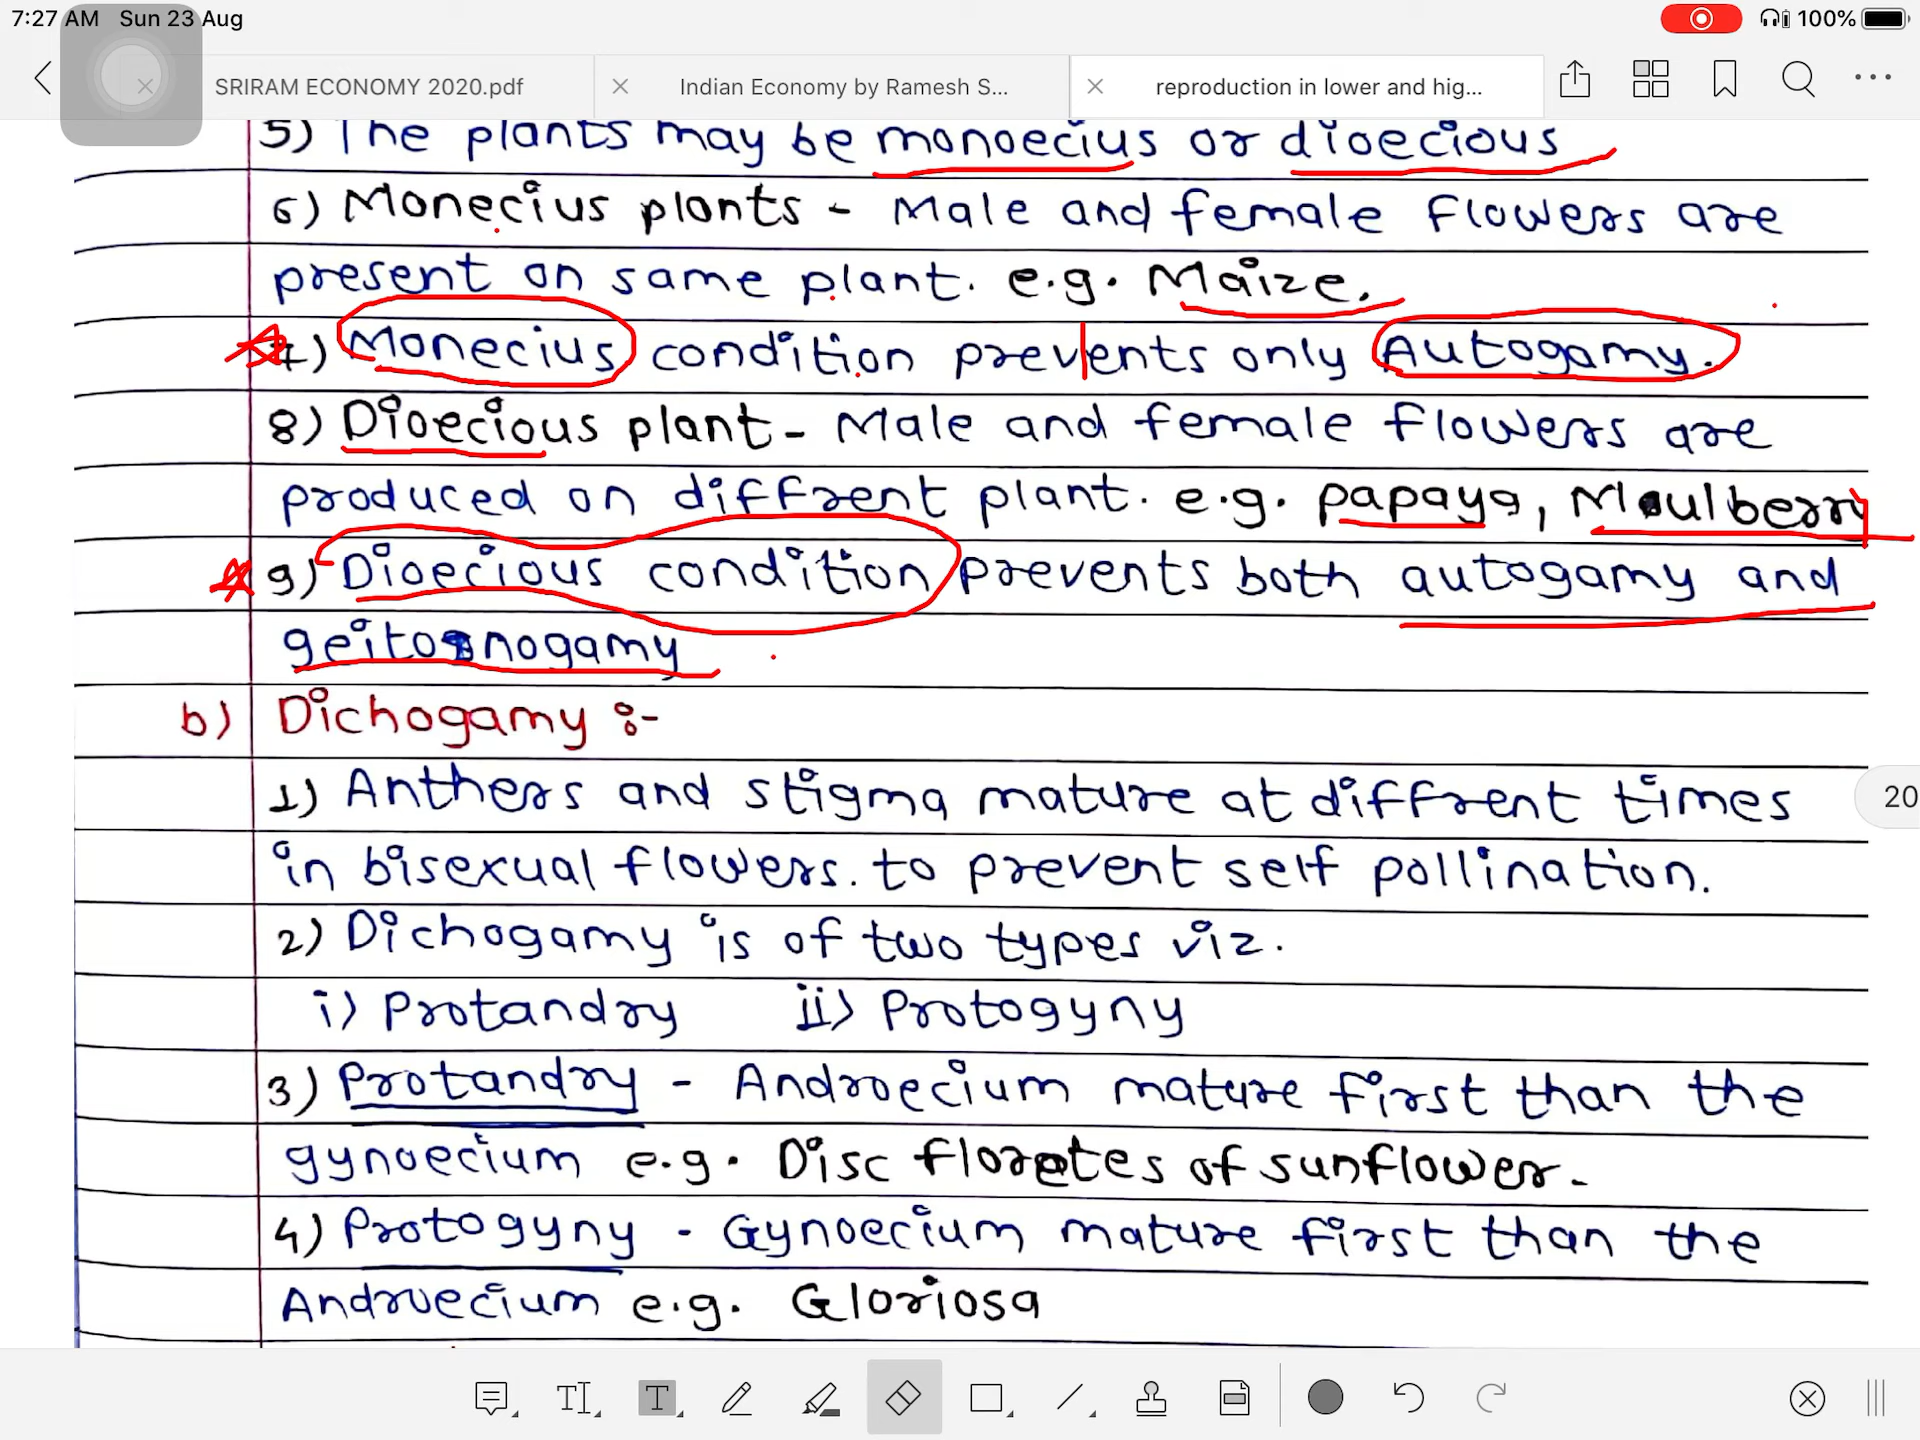 7:27 AM Sun 23 Aug 100%
SRIRAM ECONOMY 2020.pdf Indian Economy by Ramesh S... reproduction in lower and hig...
5) The plants may be monoecius or dioecious
6) Monecius plants - Male and female flowers are
present on same plant. e.g. Maize.
7) Monecius condition prevents only Autogamy.
8) Dioecious plant - Male and female flowers are
produced on diffrent plant. e.g. papaya, Moulberry
9) Dioecious condition prevents both autogamy and
geitonogamy
b) Dichogamy :-
1) Anthers and stigma mature at diffrent times
in bisexual flowers. to prevent self pollination.
20
2) Dichogamy is of two types viz.
i) Protandry ii) Protogyny
3) Protandry - Androecium mature first than the
gynoecium e.g. Disc floretes of sunflower.
4) Protogyny - Gynoecium mature first than the
Androecium e.g. Gloriosa